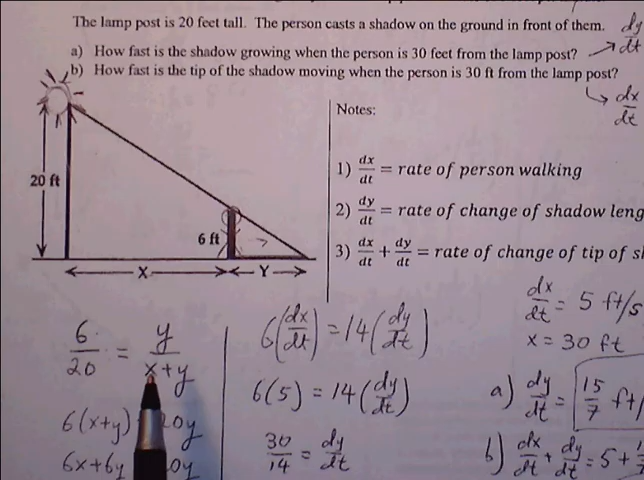 The lamp post is 20 feet tall. The person casts a shadow on the ground in front of them.
a) How fast is the shadow growing when the person is 30 feet from the lamp post? → dy/dt
b) How fast is the tip of the shadow moving when the person is 30 ft from the lamp post?
↳ dx/dt
20 ft
6 ft
X
Y
Notes:
1) dx/dt = rate of person walking
2) dy/dt = rate of change of shadow leng
3) dx/dt + dy/dt = rate of change of tip of s
6/20 = y/x+y
6(x+y) 20y
6x+6y 0y
6(dx/dt) = 14(dy/dt)
6(5) = 14(dy/dt)
30/14 = dy/dt
dx/dt = 5 ft/s
x = 30 ft
a) dy/dt = 15/7 ft/
b) dx/dt + dy/dt = 5+